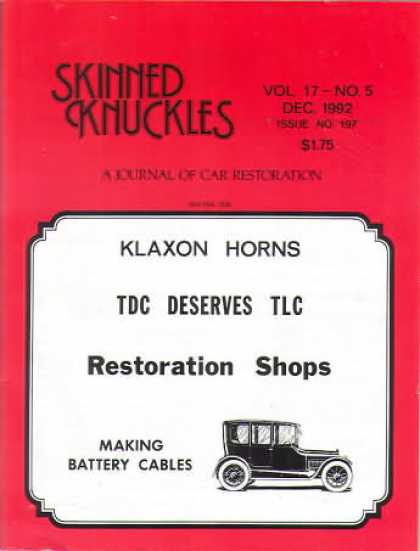 SKINNED
KNUCKLES
VOL. 17 - NO. 5
DEC. 1992
ISSUE NO. 197
$1.75
A JOURNAL OF CAR RESTORATION
KLAXON HORNS
TDC DESERVES TLC
Restoration Shops
MAKING
BATTERY CABLES